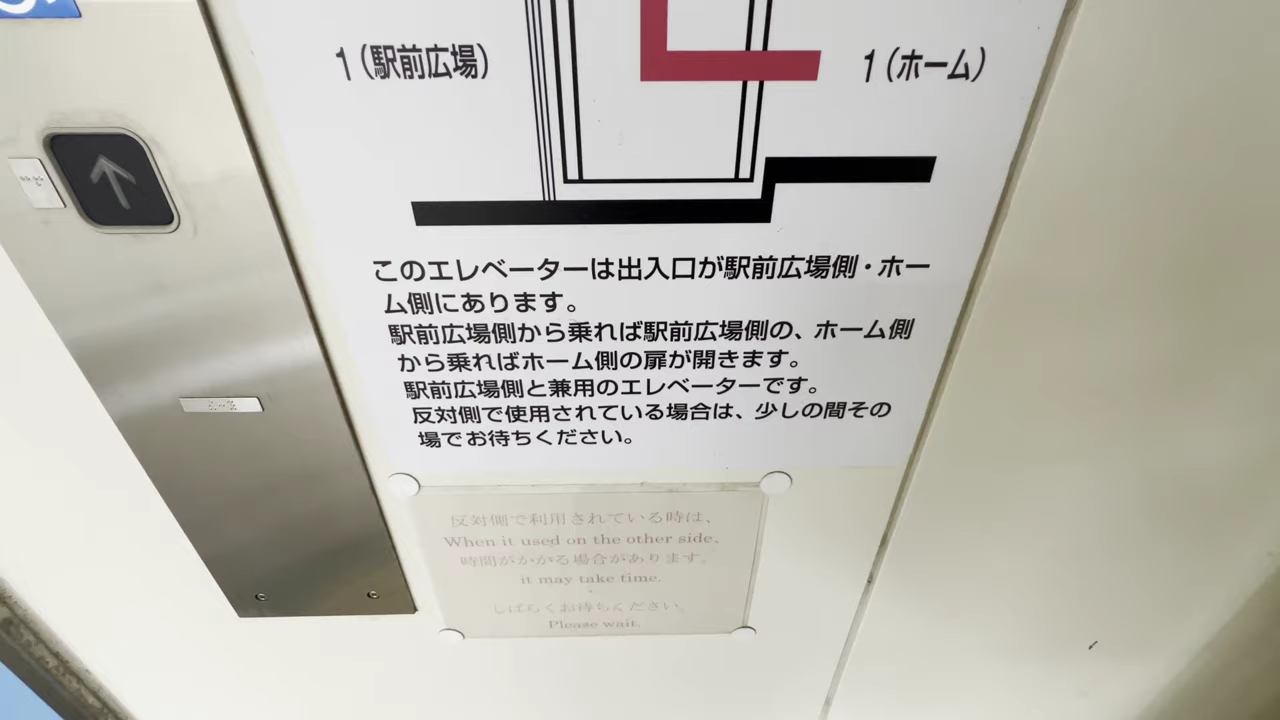 1(駅前広場)
1(ホーム)
このエレベーターは出入口が駅前広場側・ホー
ム側にあります。
駅前広場側から乗れば駅前広場側の、ホーム側
から乗ればホーム側の扉が開きます。
駅前広場側と兼用のエレベーターです。
反対側で使用されている場合は、少しの間その
場でお待ちください。
反対側で利用されている時は、
When it used on the other side、
時間がかかる場合があります。
it may take time.
しばらくお待ちください。
Please wait.